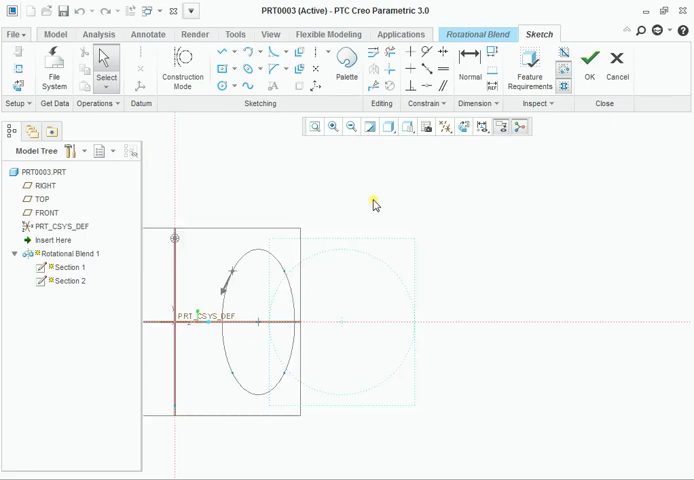 PRT0003 (Active) - PTC Creo Parametric 3.0
File Model Analysis Annotate Render Tools View Flexible Modeling Applications Rotational Blend Sketch
File System
Select
Construction Mode
Palette
Normal
Feature Requirements
OK
Cancel
Setup Get Data Operations Datum Sketching Editing Constrain Dimension Inspect Close
Model Tree
PRT0003.PRT
RIGHT
TOP
FRONT
PRT_CSYS_DEF
Insert Here
Rotational Blend 1
Section 1
Section 2
PRT_CSYS_DEF